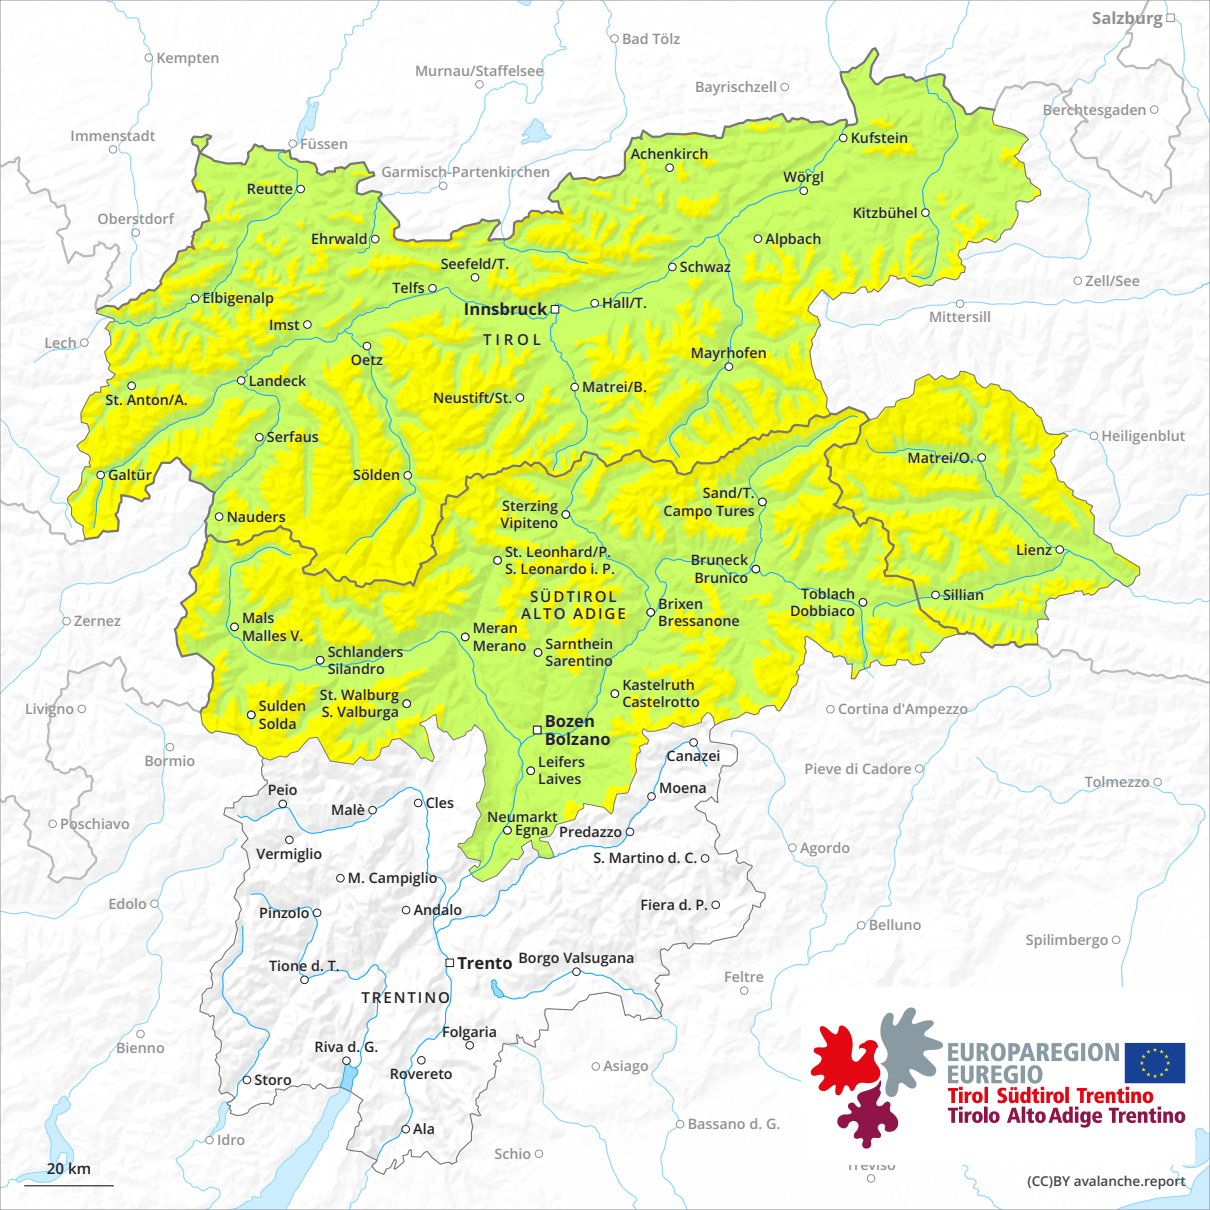 Salzburg
Bad Tölz
Kempten
Murnau/Staffelsee
Bayrischzell
Berchtesgaden
Immenstadt
Füssen
Kufstein
Achenkirch
Garmisch-Partenkirchen
Wörgl
Reutte
Oberstdorf
Kitzbühel
Ehrwald
Alpbach
Seefeld/T.
Schwaz
Zell/See
Telfs
Elbigenalp
Hall/T.
Innsbruck
Mittersill
Imst
TIROL
Lech
Oetz
Mayrhofen
Landeck
Matrei/B.
St. Anton/A.
Neustift/St.
Serfaus
Heiligenblut
Matrei/O.
Galtür
Sölden
Sand/T.
Campo Tures
Nauders
Sterzing
Vipiteno
Lienz
St. Leonhard/P.
S. Leonardo i. P.
Bruneck
Brunico
SÜDTIROL
ALTO ADIGE
Toblach
Dobbiaco
Sillian
Brixen
Bressanone
Zernez
Mals
Malles V.
Meran
Merano
Sarnthein
Sarentino
Schlanders
Silandro
Kastelruth
Castelrotto
St. Walburg
S. Valburga
Sulden
Solda
Livigno
Cortina d'Ampezzo
Bozen
Bolzano
Bormio
Canazei
Leifers
Laives
Pieve di Cadore
Tolmezzo
Peio
Moena
Malè
Cles
Neumarkt
Egna
Predazzo
Poschiavo
Vermiglio
Agordo
S. Martino d. C.
M. Campiglio
Edolo
Pinzolo
Andalo
Fiera d. P.
Belluno
Spilimbergo
Trento
Borgo Valsugana
Tione d. T.
Feltre
TRENTINO
Folgaria
Bienno
Riva d. G.
Rovereto
Asiago
Storo
EUROPAREGION
EUREGIO
Tirol Südtirol Trentino
Tirolo Alto Adige Trentino
Ala
Bassano d. G.
Idro
Schio
Treviso
20 km
(CC)BY avalanche.report